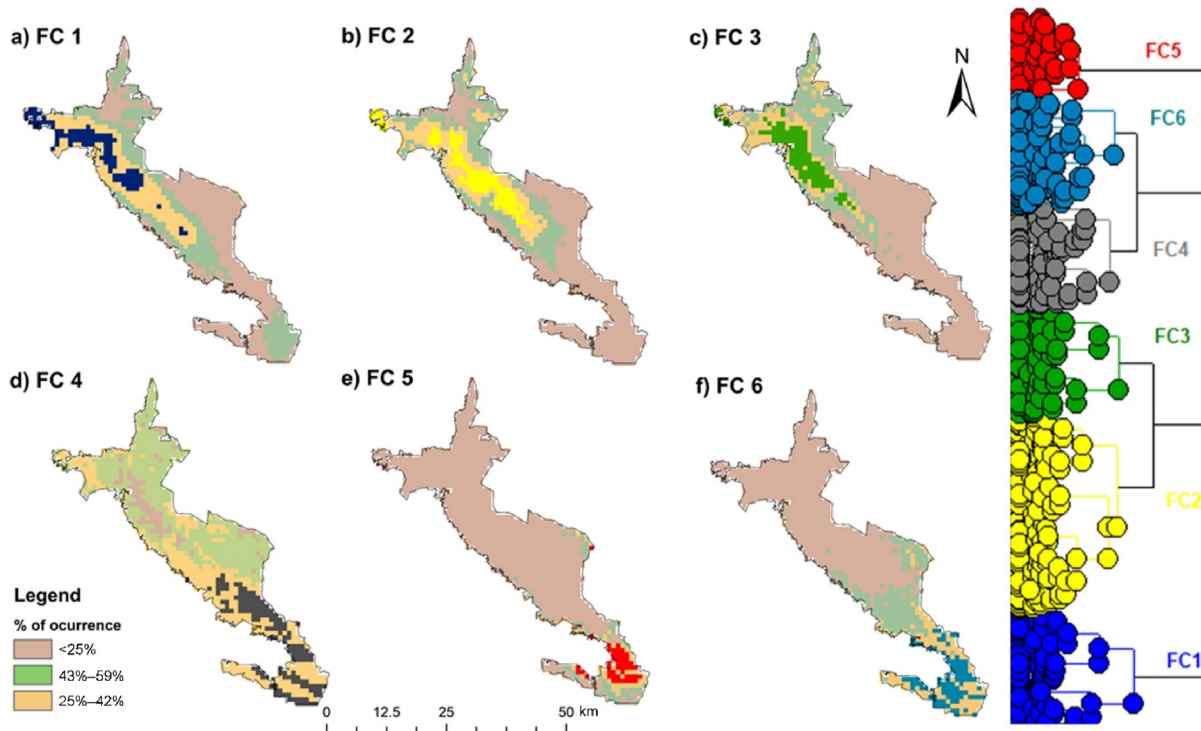 a) FC 1
b) FC 2
c) FC 3
N
d) FC 4
e) FC 5
f) FC 6
Legend
% of ocurrence
<25%
43%–59%
25%–42%
0 12.5 25 50 km
FC5
FC6
FC4
FC3
FC2
FC1